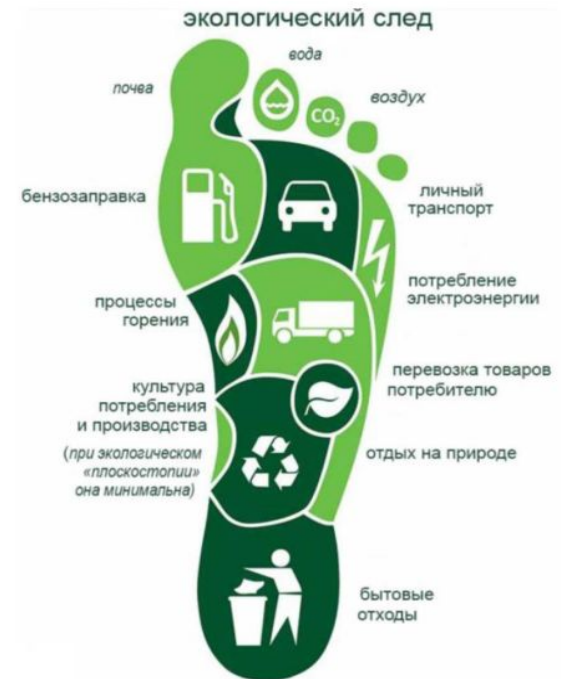 экологический след
вода
почва
воздух
CO₂
бензозаправка
личный
транспорт
потребление
электроэнергии
процессы
горения
перевозка товаров
потребителю
культура
потребления
и производства
(при экологическом
«плоскостопии»
она минимальна)
отдых на природе
бытовые
отходы